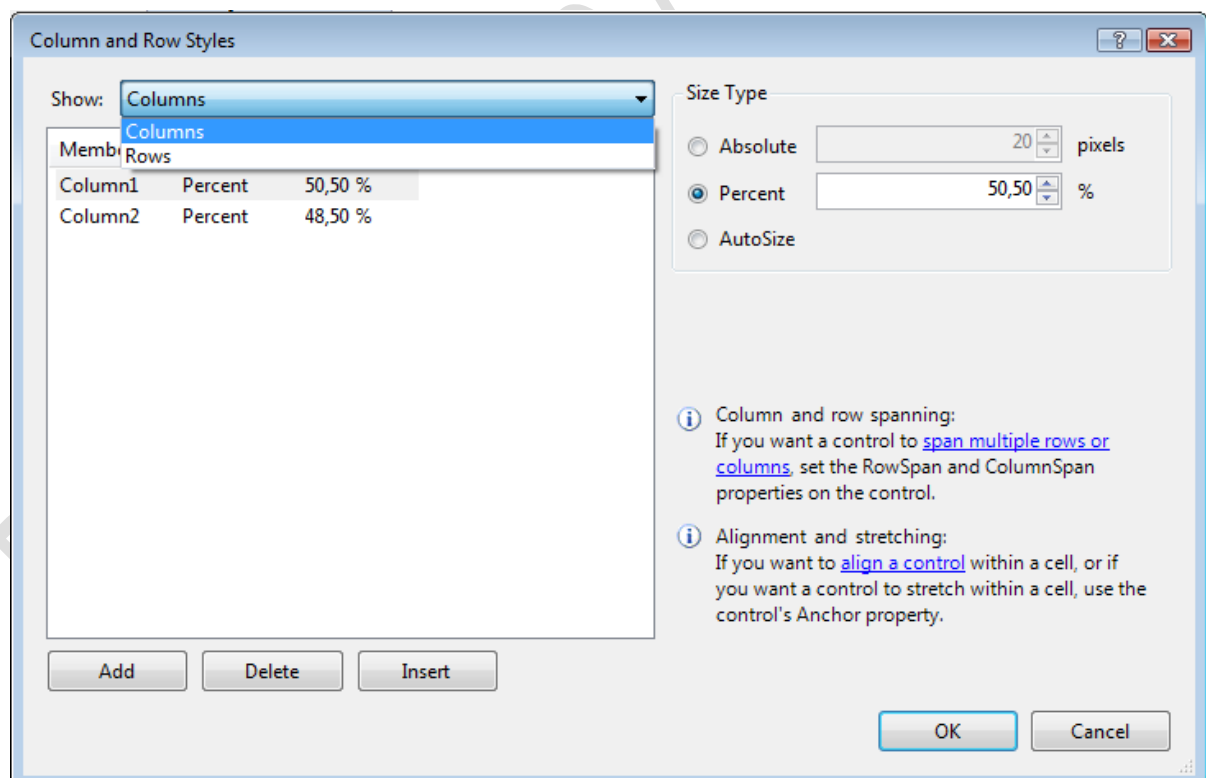 Column and Row Styles
Show: Columns
Columns
Rows
Column1 Percent 50,50 %
Column2 Percent 48,50 %
Add Delete Insert
Size Type
Absolute 20 pixels
Percent 50,50 %
AutoSize
Column and row spanning:
If you want a control to span multiple rows or
columns, set the RowSpan and ColumnSpan
properties on the control.
Alignment and stretching:
If you want to align a control within a cell, or if
you want a control to stretch within a cell, use the
control's Anchor property.
OK Cancel